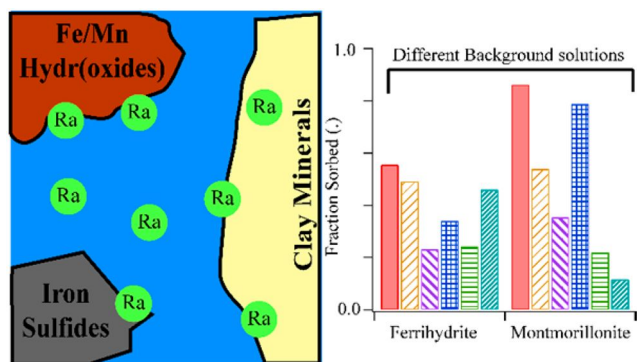 Fe/Mn
Hydr(oxides)
Ra
Ra
Ra
Ra
Ra
Ra
Ra
Ra
Clay Minerals
Iron
Sulfides
Different Background solutions
1.0
Fraction Sorbed (.)
0.0
Ferrihydrite
Montmorillonite